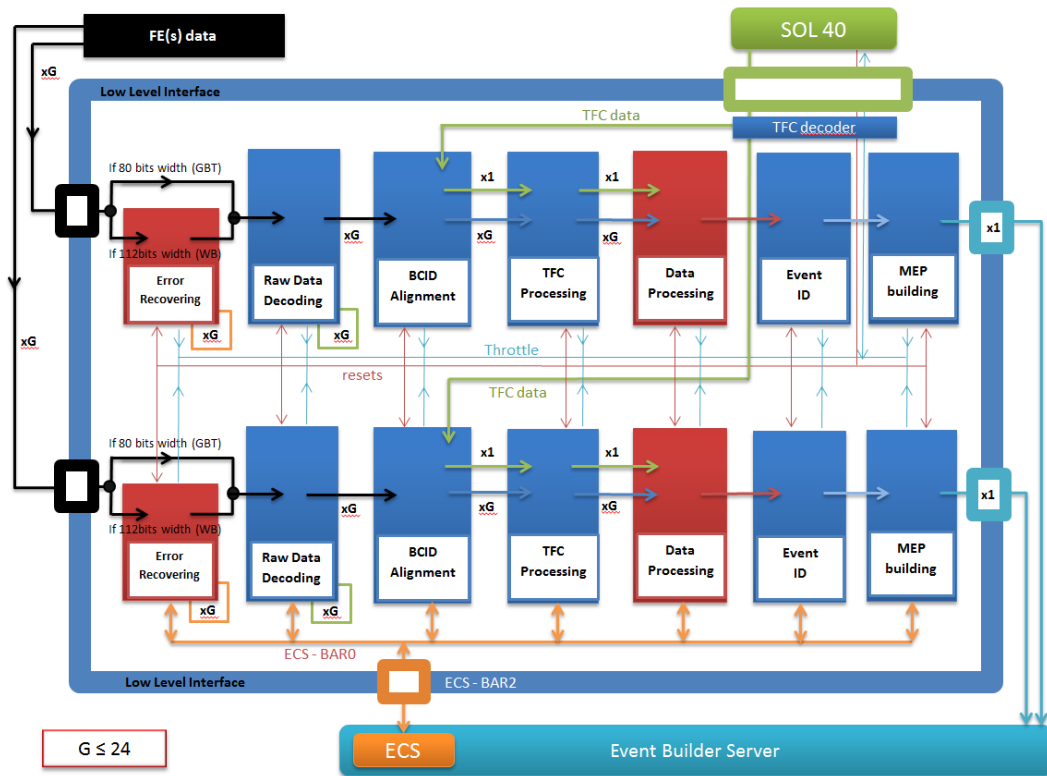 FE(s) data
SOL 40
xG
Low Level Interface
TFC data
TFC decoder
If 80 bits width (GBT)
x1
x1
xG
xG
xG
x1
If 112bits width (WB)
Error
Recovering
Raw Data
Decoding
BCID
Alignment
TFC
Processing
Data
Processing
Event
ID
MEP
building
xG
xG
xG
Throttle
resets
TFC data
If 80 bits width (GBT)
x1
x1
xG
xG
xG
x1
If 112bits width (WB)
Error
Recovering
Raw Data
Decoding
BCID
Alignment
TFC
Processing
Data
Processing
Event
ID
MEP
building
xG
xG
ECS - BAR0
Low Level Interface
ECS - BAR2
G ≤ 24
ECS
Event Builder Server